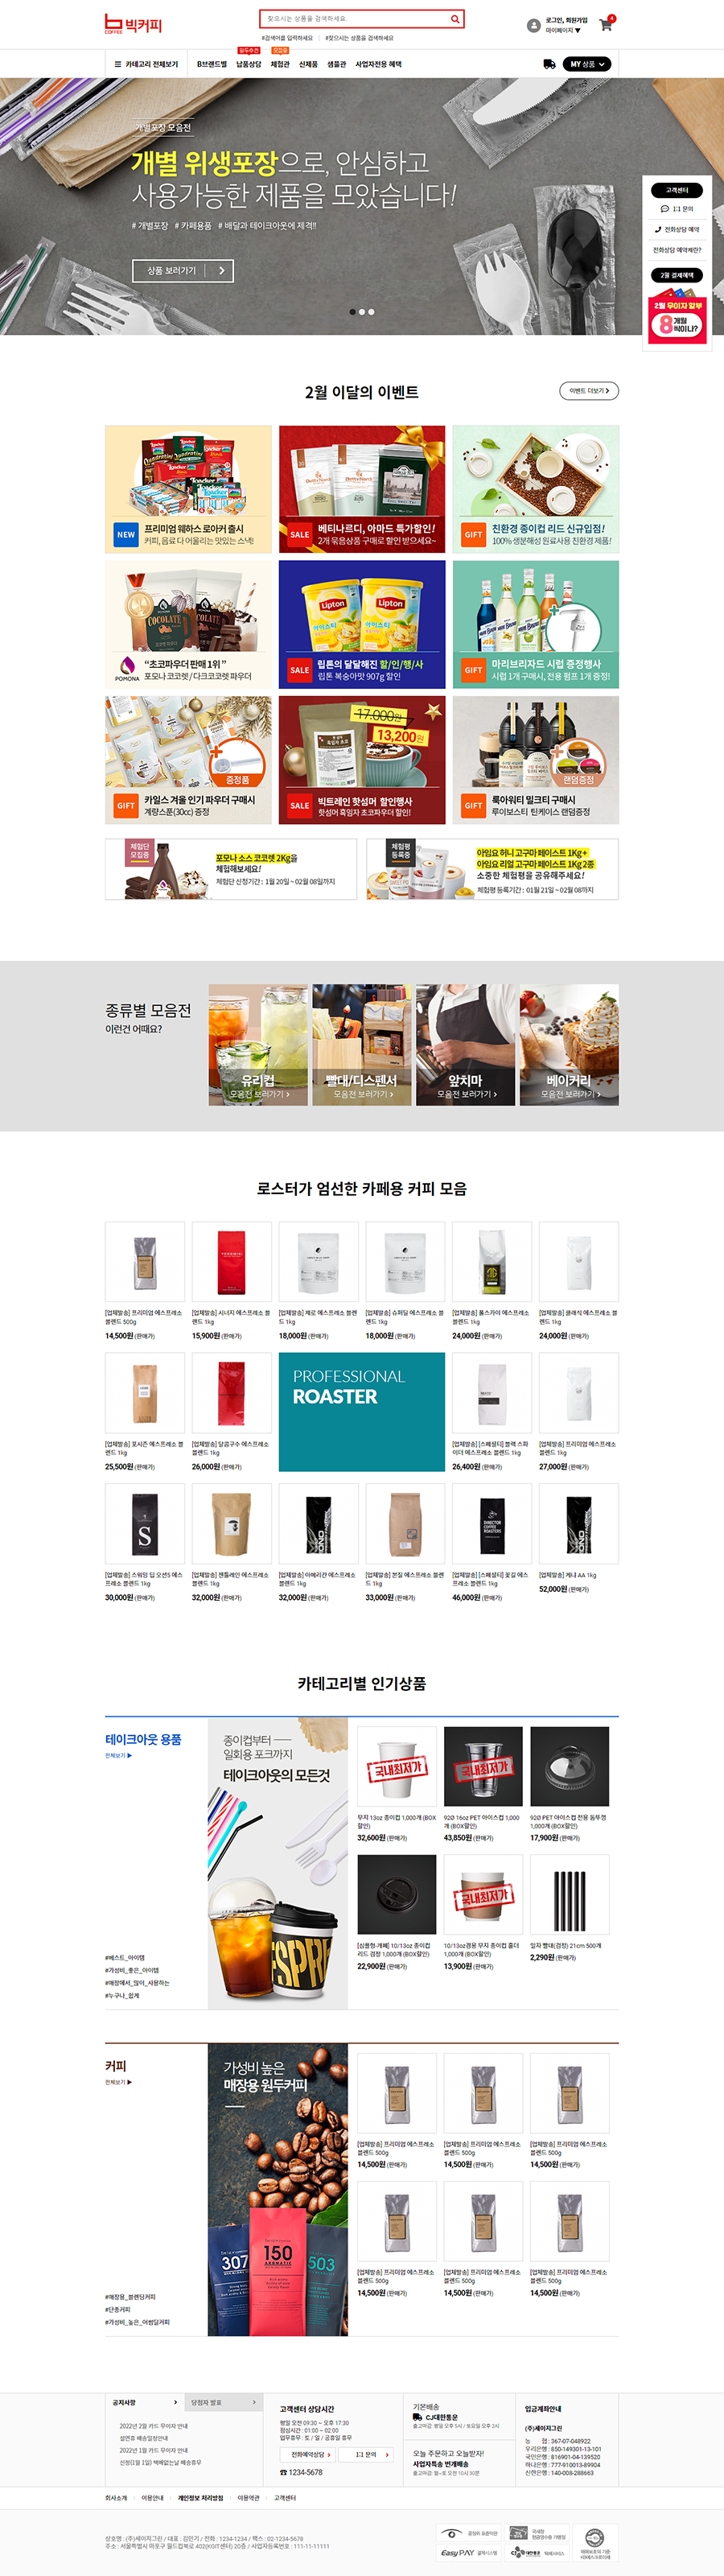 빅커피
COFFEE
찾으시는 상품을 검색하세요.
#검색어를 입력하세요 | #찾으시는 상품을 검색하세요
로그인, 회원가입
마이페이지 ▼
카테고리 전체보기
B브랜드별
납품상담
체험관
신제품
샘플관
사업자전용 혜택
MY 상품
개별포장 모음전
개별 위생포장으로, 안심하고
사용가능한 제품을 모았습니다!
# 개별포장 # 카페용품 # 배달과 테이크아웃에 제격!!
상품 보러가기
고객센터
1:1 문의
전화상담 예약
전화상담 예약제란?
2월 결제혜택
2월 무이자 할부
8개월
2월 이달의 이벤트
이벤트 더보기
NEW
프리미엄 웨하스 로아커 출시
커피, 음료 다 어울리는 맛있는 스낵!
SALE
베티나르디, 아마드 특가할인!
2개 묶음상품 구매로 할인 받으세요~
GIFT
친환경 종이컵 리드 신규입점!
100% 생분해성 원료사용 친환경 제품!
POMONA
“초코파우더 판매 1위”
포모나 코코렛 / 다크코코렛 파우더
Lipton
Lipton
SALE
립톤의 달달해진 할/인/행/사
립톤 복숭아맛 907g 할인
GIFT
마리브리자드 시럽 증정행사
시럽 1개 구매시, 전용 펌프 1개 증정!
증정품
GIFT
카일스 겨울 인기 파우더 구매시
계량스푼(30cc) 증정
17,000원
13,200원
SALE
빅트레인 핫썸머 할인행사
핫썸머 흑임자 초코파우더 할인!
랜덤증정
GIFT
룩아워티 밀크티 구매시
루이보스티 틴케이스 랜덤증정
체험단
모집중
포모나 소스 코코렛 2Kg을
체험해보세요!
체험단 신청기간 : 1월 20일 ~ 02월 08일까지
체험평
등록중
아임요 허니 고구마 페이스트 1Kg+
아임요 리얼 고구마 페이스트 1Kg 2종
소중한 체험평을 공유해주세요!
체험평 등록기간 : 01월 21일 ~ 02월 08까지
종류별 모음전
이런건 어때요?
유리컵
모음전 보러가기 >
빨대/디스펜서
모음전 보러가기 >
앞치마
모음전 보러가기 >
베이커리
모음전 보러가기 >
로스터가 엄선한 카페용 커피 모음
[업체발송] 프리미엄 에스프레소
블렌드 500g
14,500원 (판매가)
[업체발송] 시너지 에스프레소 블
렌드 1kg
15,900원 (판매가)
[업체발송] 제로 에스프레소 블렌
드 1kg
18,000원 (판매가)
[업체발송] 슈퍼딜 에스프레소 블
렌드 1kg
18,000원 (판매가)
[업체발송] 풀스카이 에스프레소
블렌드 1kg
24,000원 (판매가)
[업체발송] 클래식 에스프레소 블
렌드 1kg
24,000원 (판매가)
[업체발송] 포시즌 에스프레소 블
렌드 1kg
25,500원 (판매가)
[업체발송] 달콤구수 에스프레소
블렌드 1kg
26,000원 (판매가)
PROFESSIONAL
ROASTER
[업체발송] [스페셜티] 블랙 스파
이더 에스프레소 블렌드 1kg
26,400원 (판매가)
[업체발송] 프리미엄 에스프레소
블렌드 1kg
27,000원 (판매가)
[업체발송] 스위밍 딥 오션S 에스
프레소 블렌드 1kg
30,000원 (판매가)
[업체발송] 젠틀레인 에스프레소
블렌드 1kg
32,000원 (판매가)
[업체발송] 아메리칸 에스프레소
블렌드 1kg
32,000원 (판매가)
[업체발송] 본질 에스프레소 블렌
드 1kg
33,000원 (판매가)
[업체발송] [스페셜티] 꽃길 에스
프레소 블렌드 1kg
46,000원 (판매가)
[업체발송] 케냐 AA 1kg
52,000원 (판매가)
카테고리별 인기상품
테이크아웃 용품
전체보기 ▶
#베스트_아이템
#가성비_좋은_아이템
#매장에서_많이_사용하는
#누구나_쉽게
종이컵부터
일회용 포크까지
테이크아웃의 모든것
국내최저가
무지 13oz 종이컵 1,000개 (BOX
할인)
32,600원 (판매가)
국내최저가
92Ø 16oz PET 아이스컵 1,000
개 (BOX할인)
43,850원 (판매가)
92Ø PET 아이스컵 전용 돔뚜껑
1,000개 (BOX할인)
17,900원 (판매가)
[심플형-개폐] 10/13oz 종이컵
리드 검정 1,000개 (BOX할인)
22,900원 (판매가)
국내최저가
10/13oz겸용 무지 종이컵 홀더
1,000개 (BOX할인)
13,900원 (판매가)
일자 빨대(검정) 21cm 500개
2,290원 (판매가)
커피
전체보기 ▶
#매장용_블렌딩커피
#단종커피
#가성비_높은_어썸딜커피
가성비 높은
매장용 원두커피
307
150
AROMATIC
503
[업체발송] 프리미엄 에스프레소
블렌드 500g
14,500원 (판매가)
[업체발송] 프리미엄 에스프레소
블렌드 500g
14,500원 (판매가)
[업체발송] 프리미엄 에스프레소
블렌드 500g
14,500원 (판매가)
[업체발송] 프리미엄 에스프레소
블렌드 500g
14,500원 (판매가)
[업체발송] 프리미엄 에스프레소
블렌드 500g
14,500원 (판매가)
[업체발송] 프리미엄 에스프레소
블렌드 500g
14,500원 (판매가)
공지사항
당첨자 발표
2022년 2월 카드 무이자 안내
설연휴 배송일정안내
2022년 1월 카드 무이자 안내
신정(1월 1일) 택배없는날 배송휴무
고객센터 상담시간
평일 오전 09:30 ~ 오후 17:30
점심시간 : 01:00 ~ 02:00
업무휴무 : 토 / 일 / 공휴일 휴무
전화예약상담 >
1:1 문의 >
☎ 1234-5678
기본배송
CJ대한통운
출고마감: 평일 오후 5시 / 토요일 오후 2시
오늘 주문하고 오늘받자!
사업자특송 번개배송
출고마감: 월~토 오전 10시 30분
입금계좌안내
(주)세이지그린
농 협 : 367-07-048922
우리은행 : 850-149301-13-101
국민은행 : 816901-04-139520
하나은행 : 777-910013-89904
신한은행 : 140-008-288663
회사소개 | 이용안내 | 개인정보 처리방침 | 이용약관 | 고객센터
상호명 : (주)세이지그린 / 대표 : 김민기 / 전화 : 1234-1234 / 팩스 : 02-1234-5678
주소 : 서울특별시 마포구 월드컵북로 402(KGIT센터) 20층 / 사업자등록번호 : 111-11-11111
공정위 표준약관
EasyPAY 결제시스템
CJ대한통운 택배서비스